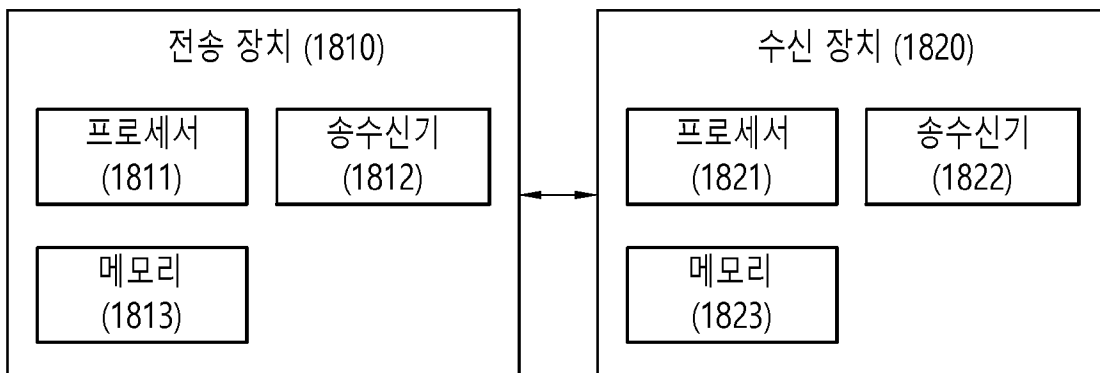 전송 장치 (1810)
프로세서
(1811)
송수신기
(1812)
메모리
(1813)
수신 장치 (1820)
프로세서
(1821)
송수신기
(1822)
메모리
(1823)